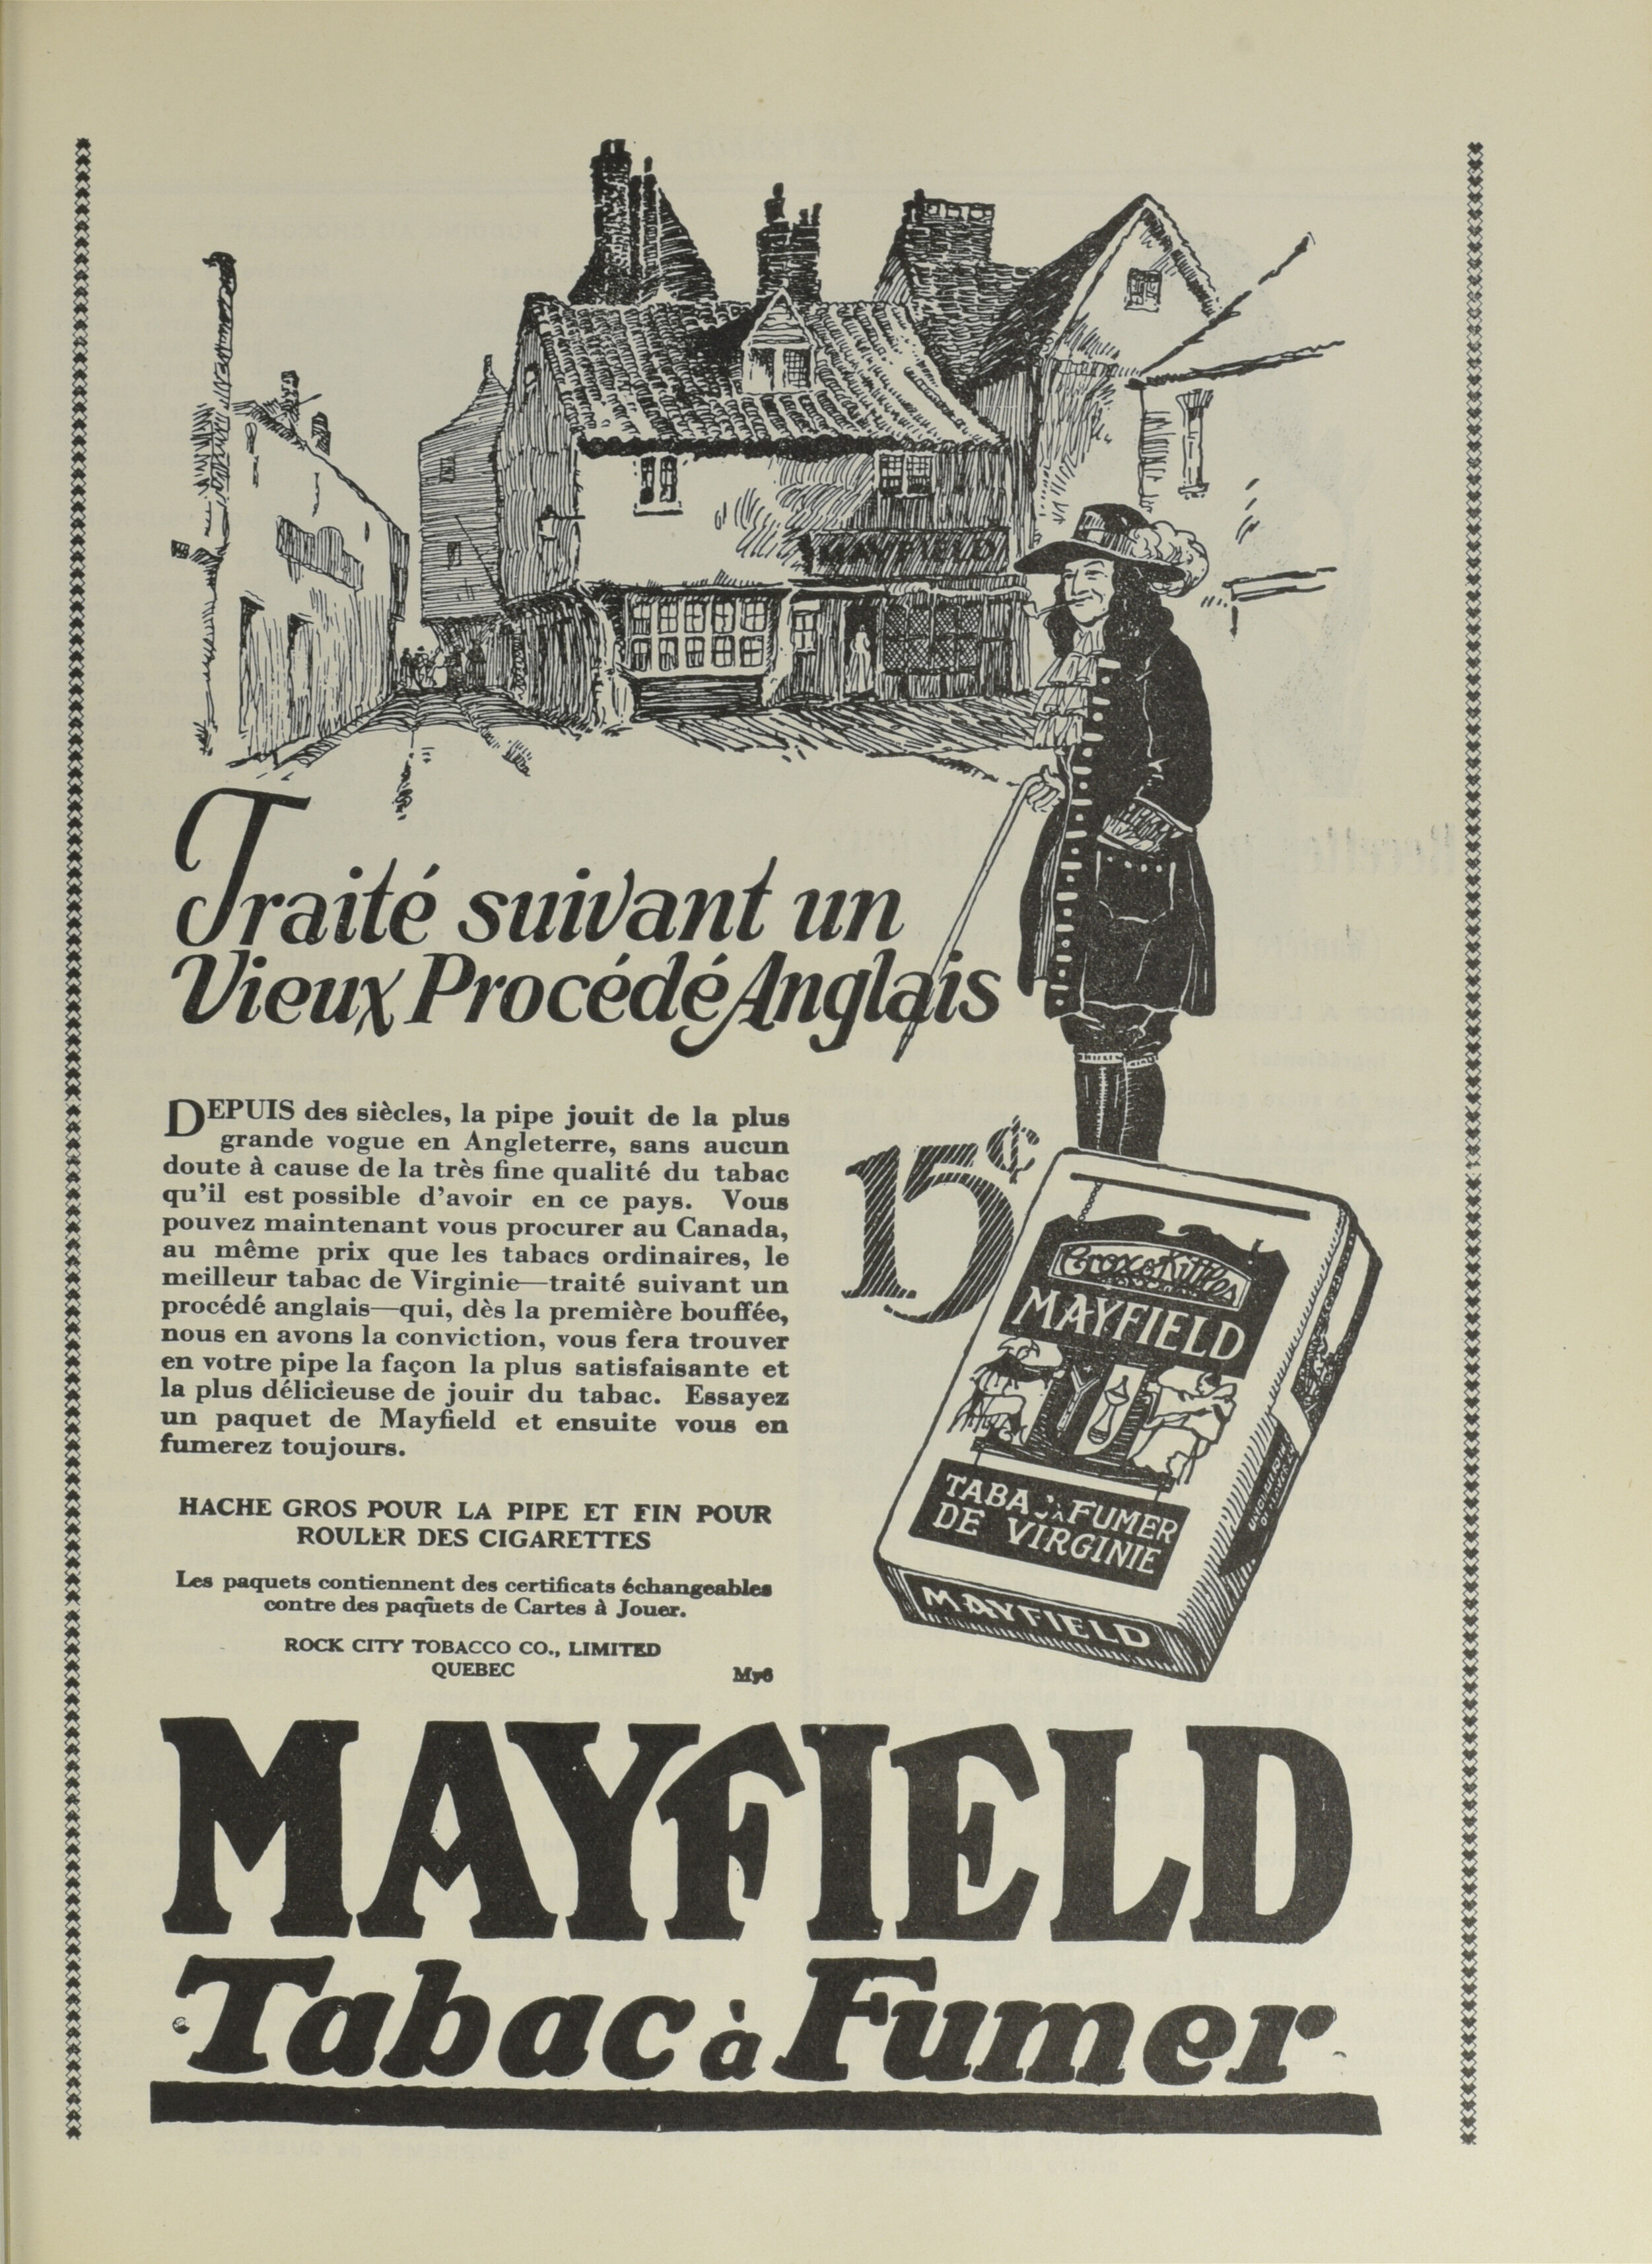 MAYFIELD
Traité suivant un
Vieux Procédé Anglais
DEPUIS des siècles, la pipe jouit de la plus
grande vogue en Angleterre, sans aucun
doute à cause de la très fine qualité du tabac
qu'il est possible d'avoir en ce pays. Vous
pouvez maintenant vous procurer au Canada,
au même prix que les tabacs ordinaires, le
meilleur tabac de Virginie—traité suivant un
procédé anglais—qui, dès la première bouffée,
nous en avons la conviction, vous fera trouver
en votre pipe la façon la plus satisfaisante et
la plus délicieuse de jouir du tabac. Essayez
un paquet de Mayfield et ensuite vous en
fumerez toujours.
HACHE GROS POUR LA PIPE ET FIN POUR
ROULER DES CIGARETTES
Les paquets contiennent des certificats échangeables
contre des paquets de Cartes à Jouer.
ROCK CITY TOBACCO CO., LIMITED
QUEBEC
My6
15¢
MAYFIELD
TABAC À FUMER
DE VIRGINIE
MAYFIELD
MAYFIELD
Tabac à Fumer